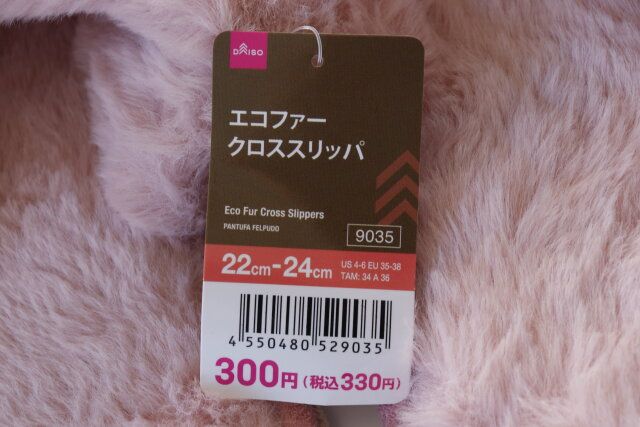 DAISO
エコファー
クロススリッパ
Eco Fur Cross Slippers
PANTUFA FELPUDO
9035
22cm-24cm
US 4-6 EU 35-38
TAM: 34 A 36
4 550480 529035
300円(税込330円)